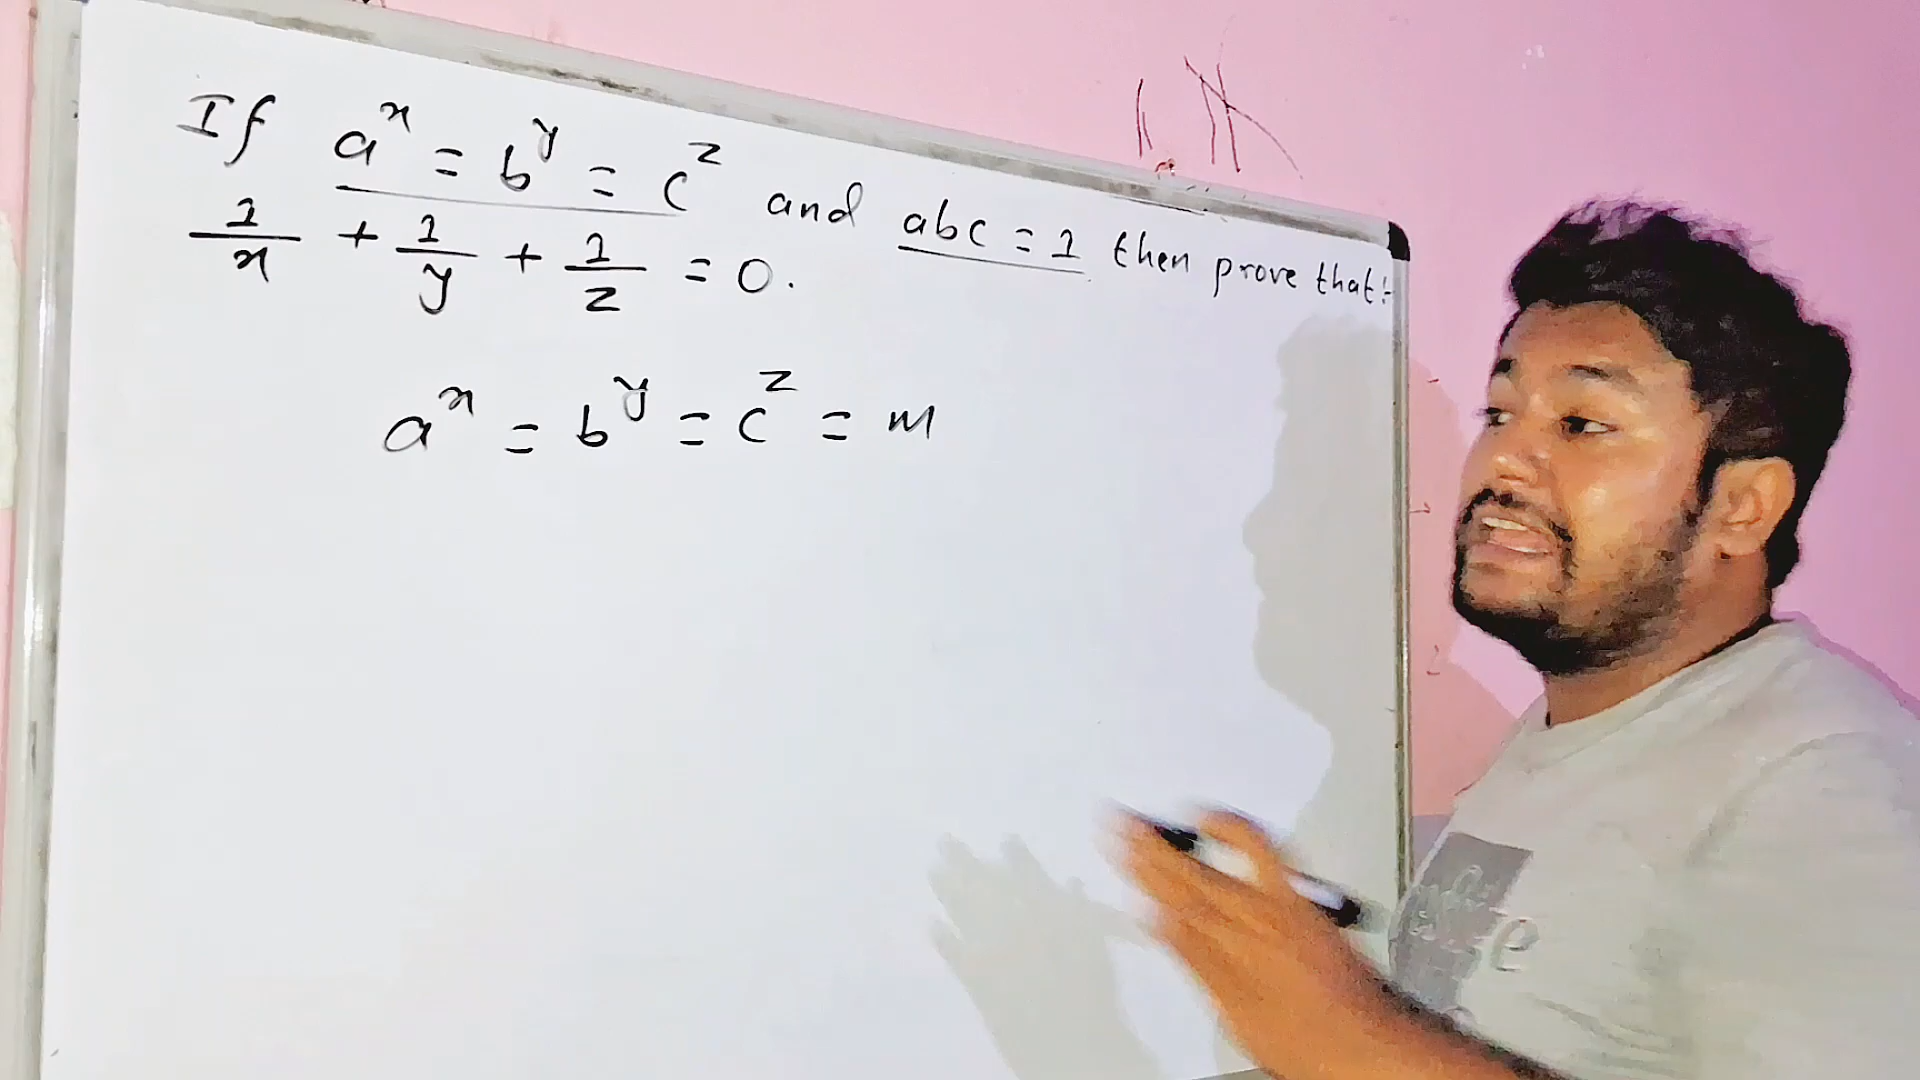 If a^x = b^y = c^z and abc = 1 then prove that:-
1/x + 1/y + 1/z = 0.
a^x = b^y = c^z = m